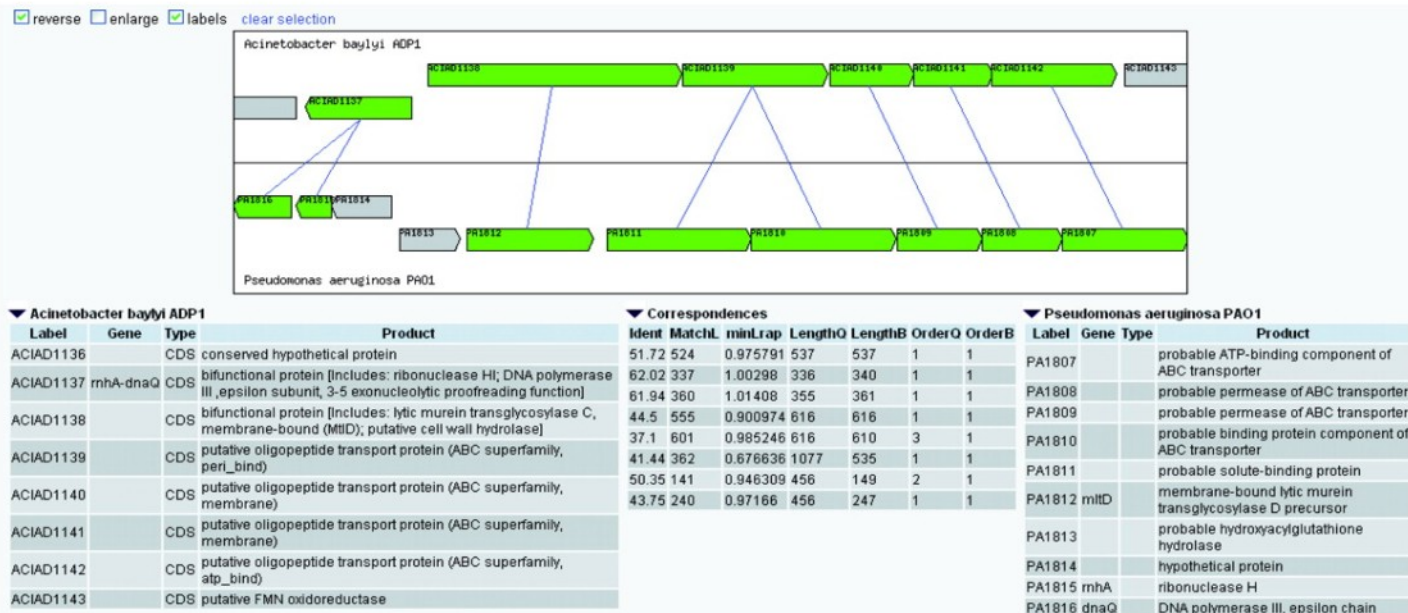 reverse enlarge labels clear selection
Acinetobacter baylyi ADP1
ACIAD1138 ACIAD1139 ACIAD1140 ACIAD1141 ACIAD1142 ACIAD1143
ACIAD1137
PA1816 PA1815 PA1814
PA1813 PA1812 PA1811 PA1810 PA1809 PA1808 PA1807
Pseudomonas aeruginosa PAO1
Acinetobacter baylyi ADP1
Label Gene Type Product
ACIAD1136 CDS conserved hypothetical protein
ACIAD1137 rnhA-dnaQ CDS bifunctional protein [Includes: ribonuclease HI; DNA polymerase
III ,epsilon subunit, 3-5 exonucleolytic proofreading function]
ACIAD1138 CDS bifunctional protein [Includes: lytic murein transglycosylase C,
membrane-bound (MtlD); putative cell wall hydrolase]
ACIAD1139 CDS putative oligopeptide transport protein (ABC superfamily,
peri_bind)
ACIAD1140 CDS putative oligopeptide transport protein (ABC superfamily,
membrane)
ACIAD1141 CDS putative oligopeptide transport protein (ABC superfamily,
membrane)
ACIAD1142 CDS putative oligopeptide transport protein (ABC superfamily,
atp_bind)
ACIAD1143 CDS putative FMN oxidoreductase
Correspondences
Ident MatchL minLrap LengthQ LengthB OrderQ OrderB
51.72 524 0.975791 537 537 1 1
62.02 337 1.00298 336 340 1 1
61.94 360 1.01408 355 361 1 1
44.5 555 0.900974 616 616 1 1
37.1 601 0.985246 616 610 3 1
41.44 362 0.676636 1077 535 1 1
50.35 141 0.946309 456 149 2 1
43.75 240 0.97166 456 247 1 1
Pseudomonas aeruginosa PAO1
Label Gene Type Product
PA1807 probable ATP-binding component of
ABC transporter
PA1808 probable permease of ABC transporter
PA1809 probable permease of ABC transporter
PA1810 probable binding protein component of
ABC transporter
PA1811 probable solute-binding protein
PA1812 mltD membrane-bound lytic murein
transglycosylase D precursor
PA1813 probable hydroxyacylglutathione
hydrolase
PA1814 hypothetical protein
PA1815 rnhA ribonuclease H
PA1816 dnaQ DNA polymerase III, epsilon chain